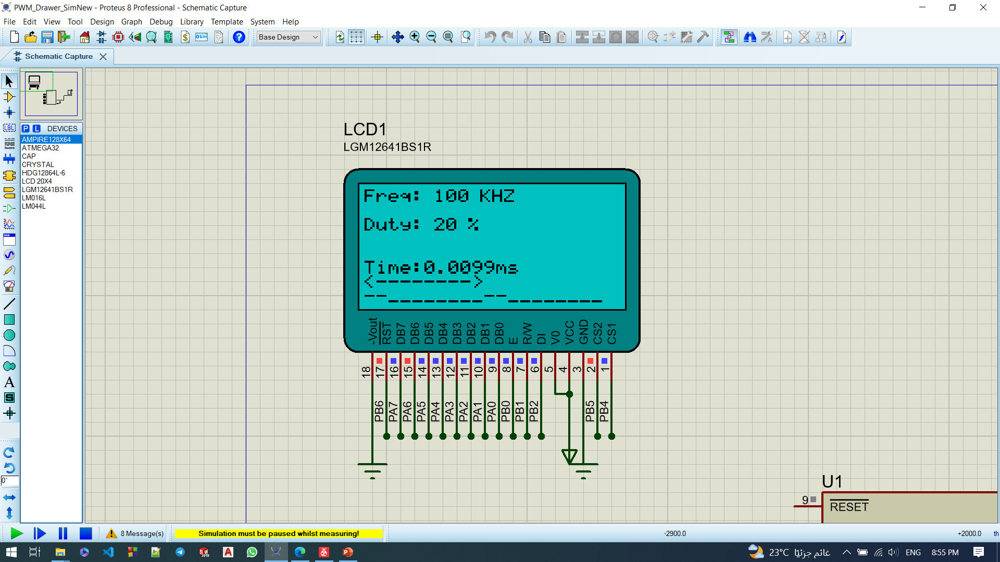 PWM_Drawer_SimNew - Proteus 8 Professional - Schematic Capture
File Edit View Tool Design Graph Debug Library Template System Help
Base Design
Schematic Capture
P L DEVICES
AMPIRE128X64
ATMEGA32
CAP
CRYSTAL
HDG12864L-6
LCD 20X4
LGM12641BS1R
LM016L
LM044L
LBL
A
S
0°
LCD1
LGM12641BS1R
Freq: 100 KHZ
Duty: 20 %
Time:0.0099ms
<-------->
--________--________
-Vout RST DB7 DB6 DB5 DB4 DB3 DB2 DB1 DB0 E R/W DI V0 VCC GND CS2 CS1
18 17 16 15 14 13 12 11 10 9 8 7 6 5 4 3 2 1
PB6 PA7 PA6 PA5 PA4 PA3 PA2 PA1 PA0 PB0 PB1 PB2 PB5 PB4
U1
9
RESET
8 Message(s) Simulation must be paused whilst measuring! -2900.0 +2000.0 th
23°C غائم جزئيًا ENG 8:55 PM